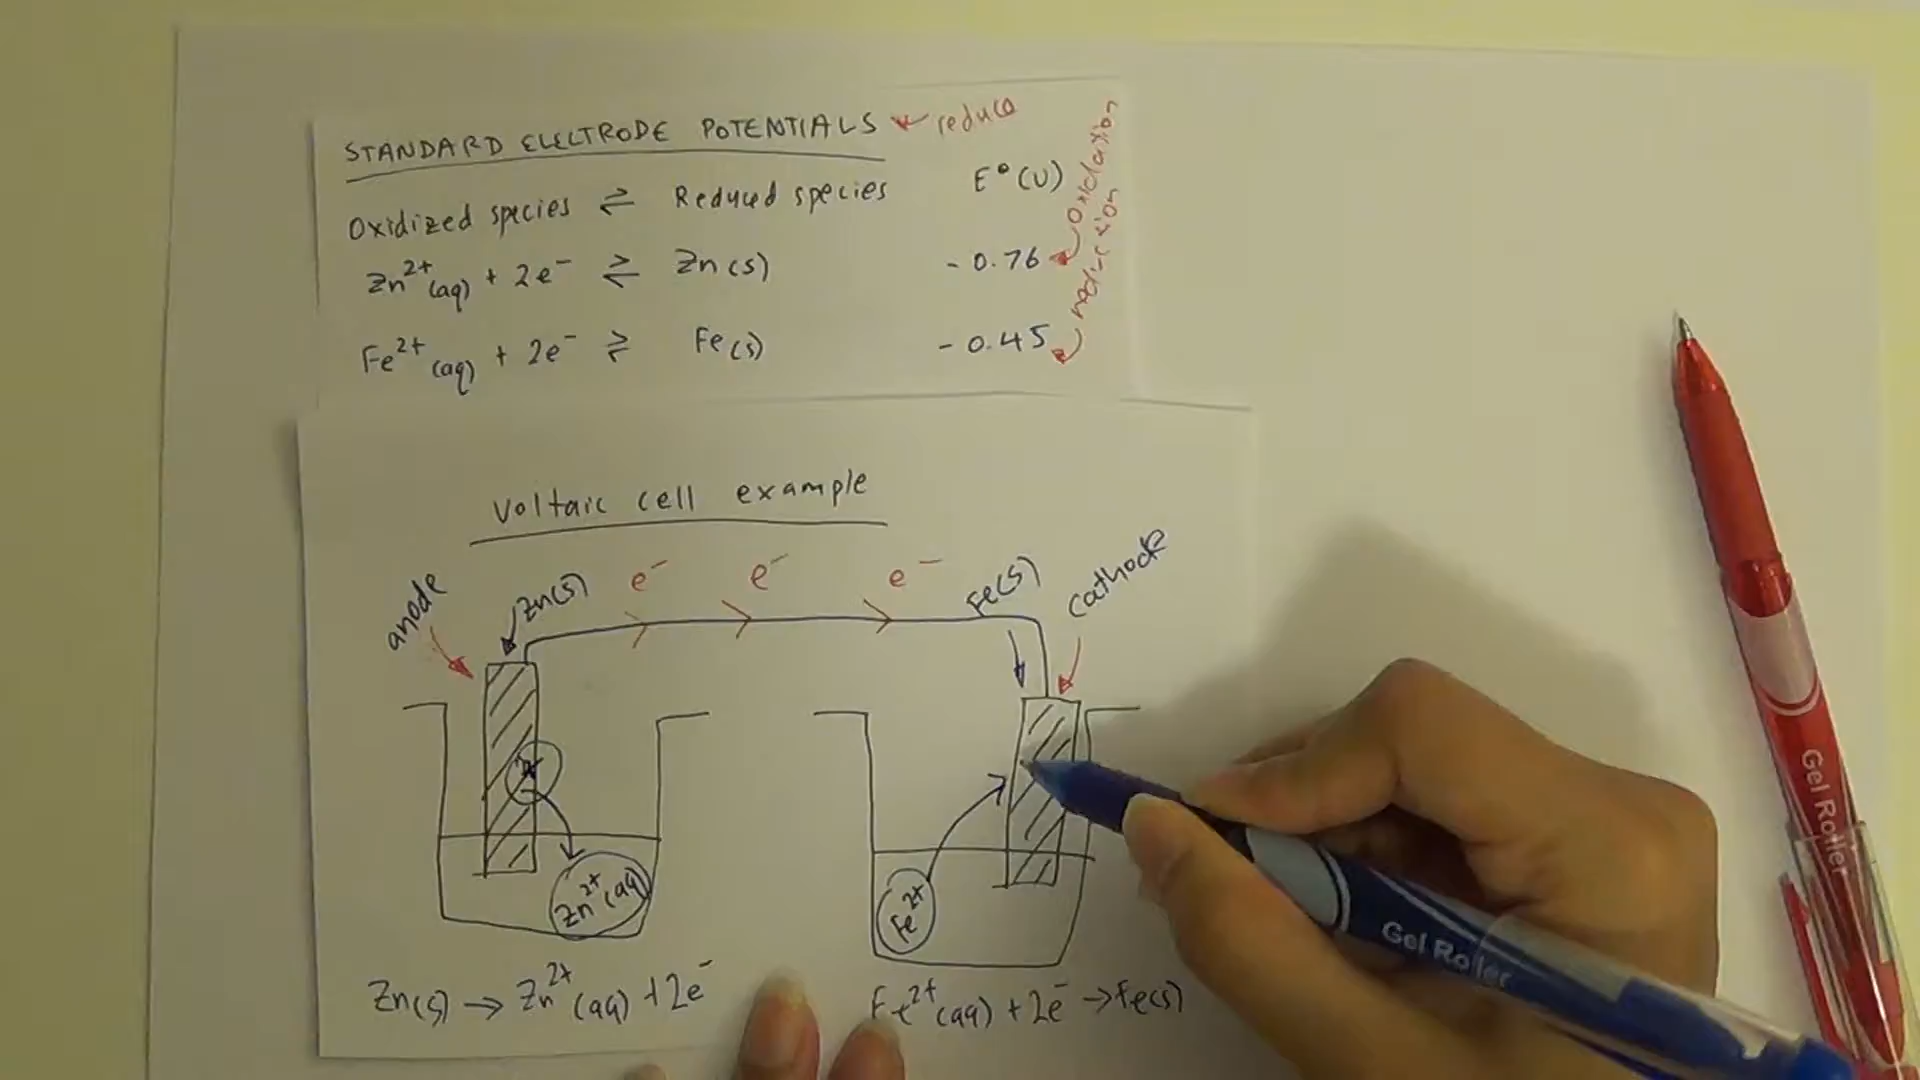 STANDARD ELECTRODE POTENTIALS reduce
Oxidized species ⇌ Reduced species E°(V)
Zn²⁺(aq) + 2e⁻ ⇌ Zn(s) -0.76 oxidation
Fe²⁺(aq) + 2e⁻ ⇌ Fe(s) -0.45 reduction
Voltaic cell example
anode Zn(s) e⁻ e⁻ e⁻ Fe(s) cathode
Zn²⁺(aq) Fe²⁺
Zn(s) → Zn²⁺(aq) + 2e⁻
Fe²⁺(aq) + 2e⁻ → Fe(s)
Gel Roller
Gel Roller